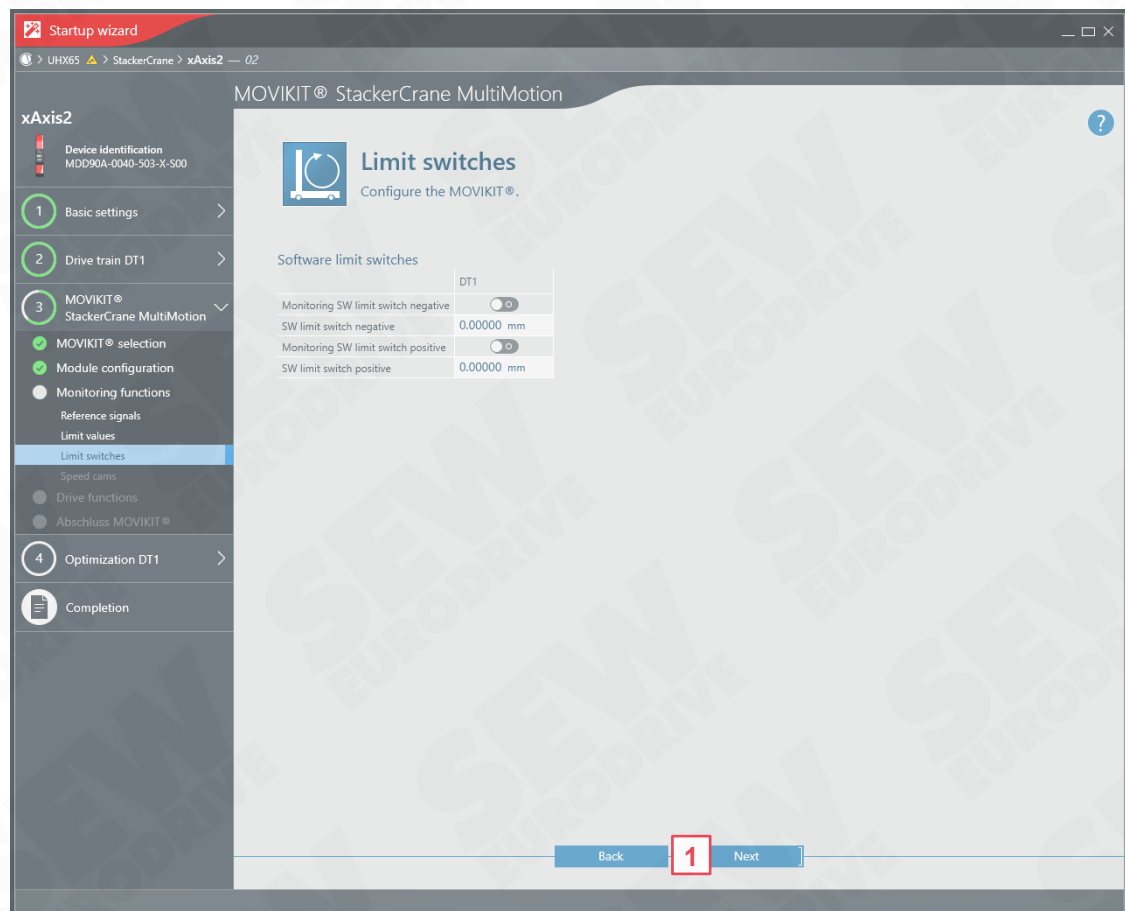 Startup wizard
> UHX65 > StackerCrane > xAxis2 — 02
MOVIKIT® StackerCrane MultiMotion
xAxis2
Device identification
MDD90A-0040-503-X-S00
1 Basic settings
2 Drive train DT1
3 MOVIKIT®
StackerCrane MultiMotion
MOVIKIT® selection
Module configuration
Monitoring functions
Reference signals
Limit values
Limit switches
Speed cams
Drive functions
Abschluss MOVIKIT®
4 Optimization DT1
Completion
?
Limit switches
Configure the MOVIKIT®.
Software limit switches
DT1
Monitoring SW limit switch negative
SW limit switch negative 0.00000 mm
Monitoring SW limit switch positive
SW limit switch positive 0.00000 mm
Back 1 Next
SEW
EURODRIVE